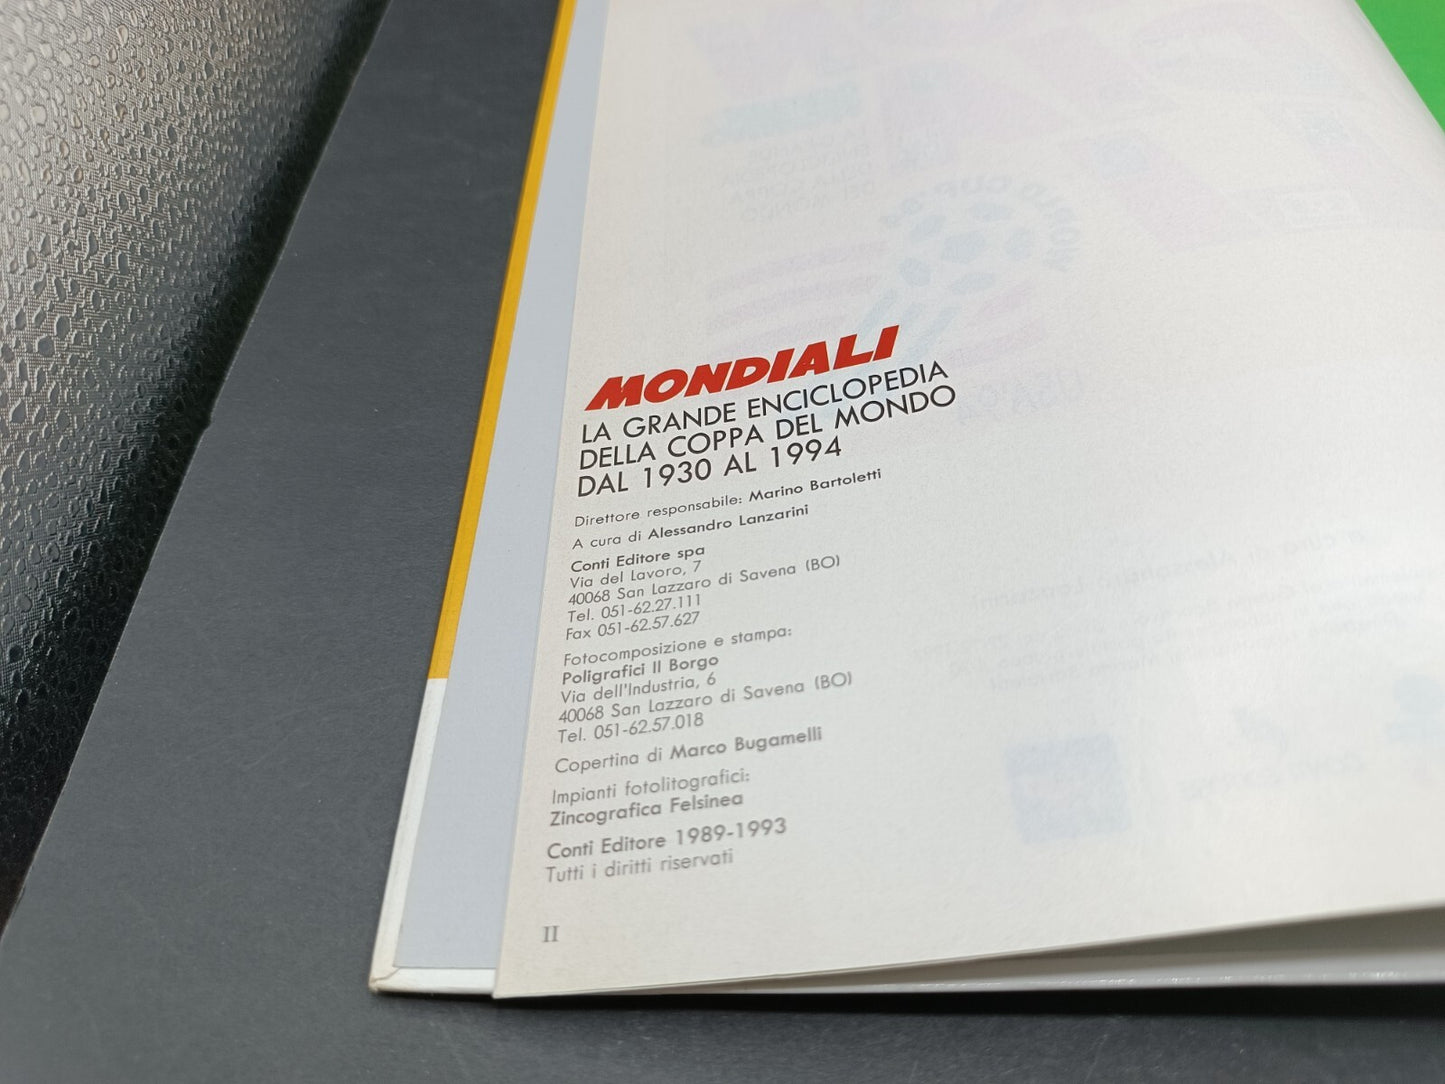 MONDIALI
LA GRANDE ENCICLOPEDIA
DELLA COPPA DEL MONDO
DAL 1930 AL 1994
Direttore responsabile: Marino Bartoletti
A cura di Alessandro Lanzarini
Conti Editore spa
Via del Lavoro, 7
40068 San Lazzaro di Savena (BO)
Tel. 051-62.27.111
Fax 051-62.57.627
Fotocomposizione e stampa:
Poligrafici Il Borgo
Via dell'Industria, 6
40068 San Lazzaro di Savena (BO)
Tel. 051-62.57.018
Copertina di Marco Bugamelli
Impianti fotolitografici:
Zincografica Felsinea
Conti Editore 1989-1993
Tutti i diritti riservati
II